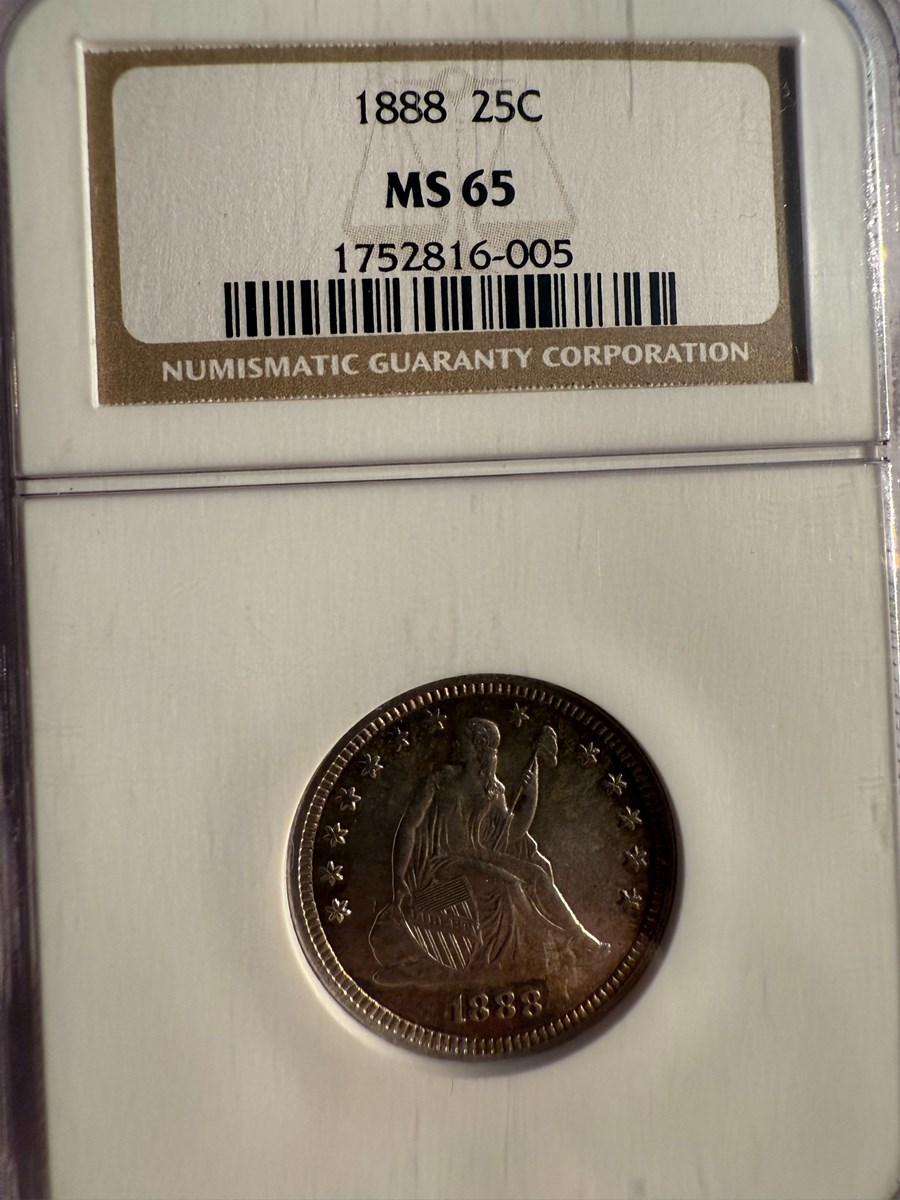 1888 25C
MS 65
1752816-005
NUMISMATIC GUARANTY CORPORATION
1888